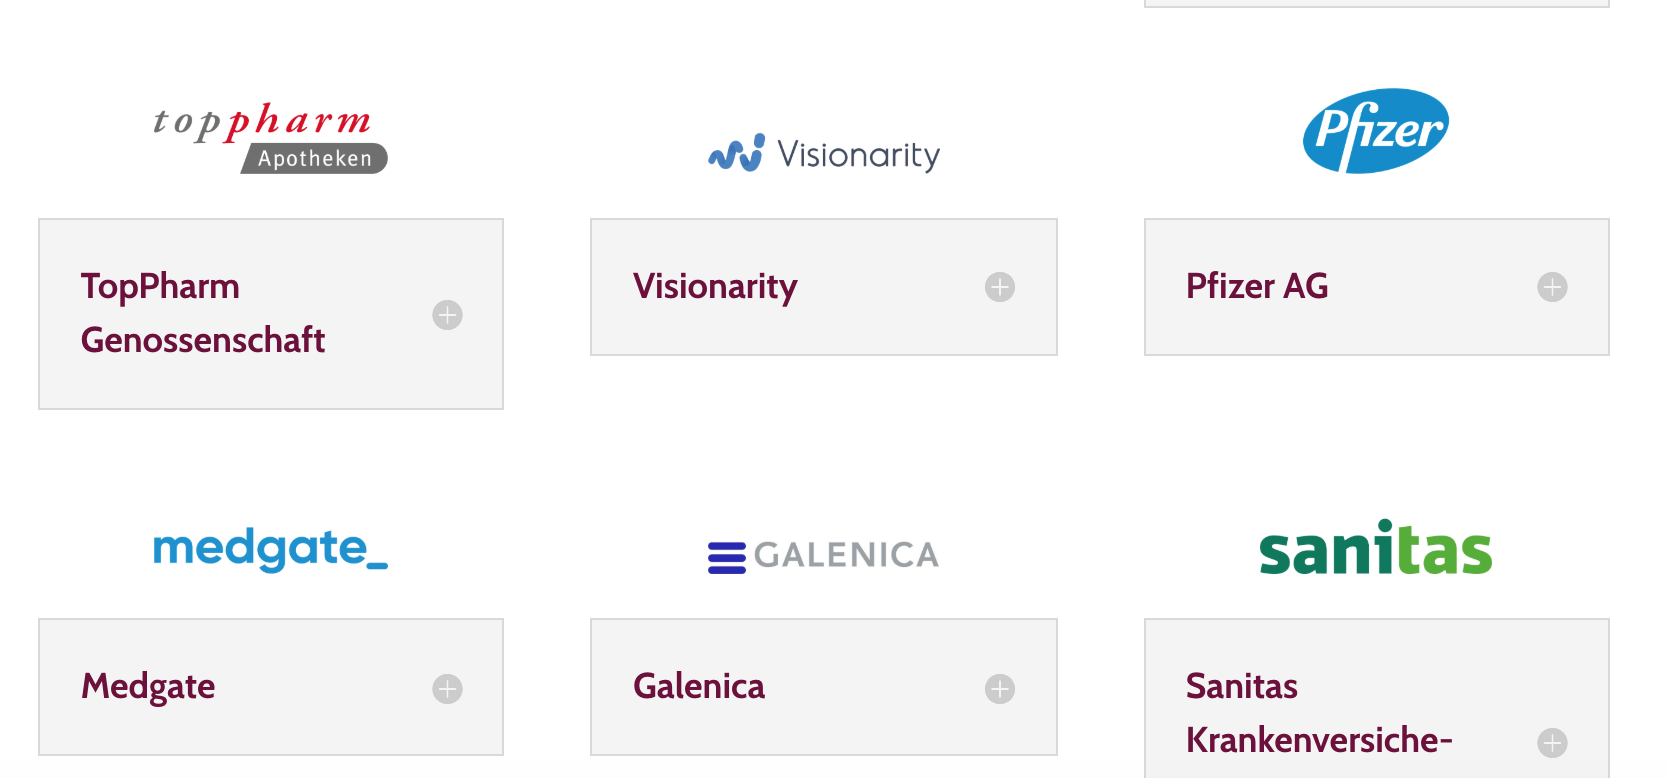 toppharm
Apotheken
Visionarity
Pfizer
TopPharm
Genossenschaft
Visionarity
Pfizer AG
medgate_
GALENICA
sanitas
Medgate
Galenica
Sanitas
Krankenversiche-